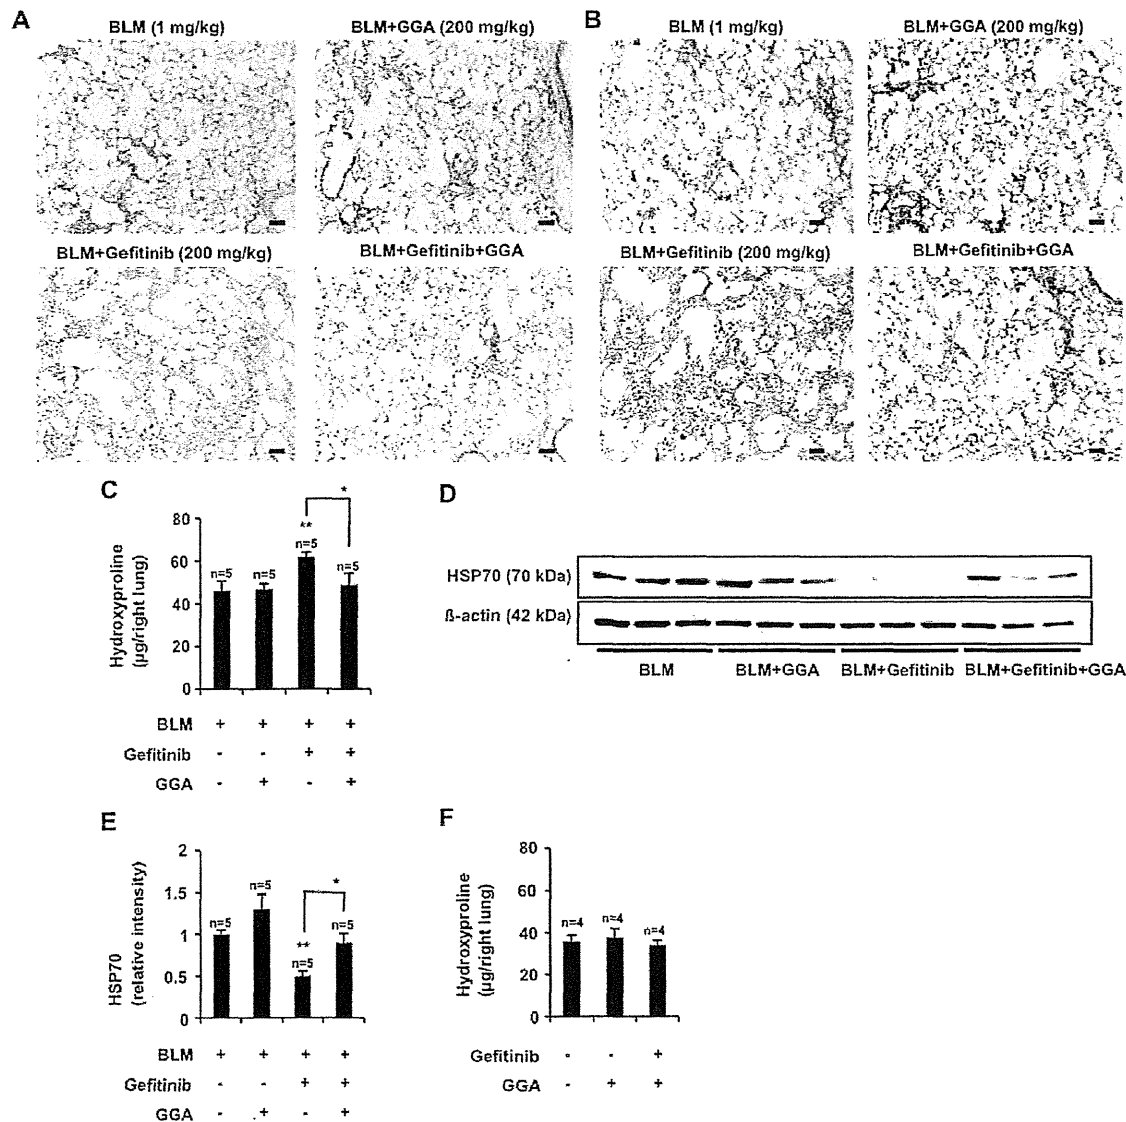 A
BLM (1 mg/kg)
BLM+GGA (200 mg/kg)
B
BLM (1 mg/kg)
BLM+GGA (200 mg/kg)
BLM+Gefitinib (200 mg/kg)
BLM+Gefitinib+GGA
BLM+Gefitinib (200 mg/kg)
BLM+Gefitinib+GGA
C
Hydroxyproline
(µg/right lung)
80
60
40
20
0
n=5
n=5
**
n=5
*
n=5
BLM + + + +
Gefitinib - - + +
GGA - + - +
D
HSP70 (70 kDa)
ß-actin (42 kDa)
BLM
BLM+GGA
BLM+Gefitinib
BLM+Gefitinib+GGA
E
HSP70
(relative intensity)
2
1.5
1
0.5
0
n=5
n=5
**
n=5
*
n=5
BLM + + + +
Gefitinib - - + +
GGA - + - +
F
Hydroxyproline
(µg/right lung)
80
60
40
20
0
n=4
n=4
n=4
Gefitinib - - +
GGA - + +